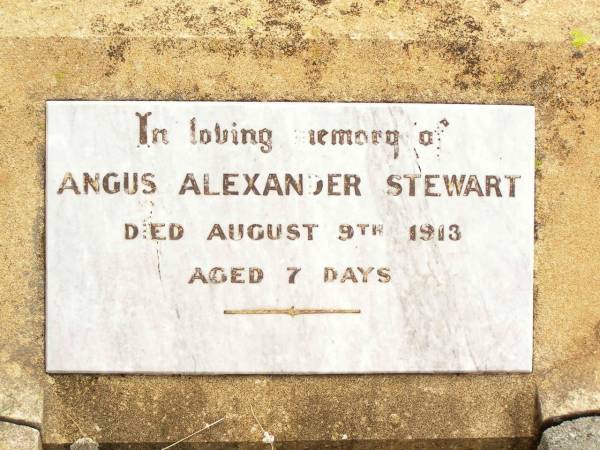 In loving memory of
ANGUS ALEXANDER STEWART
DIED AUGUST 9TH 1913
AGED 7 DAYS